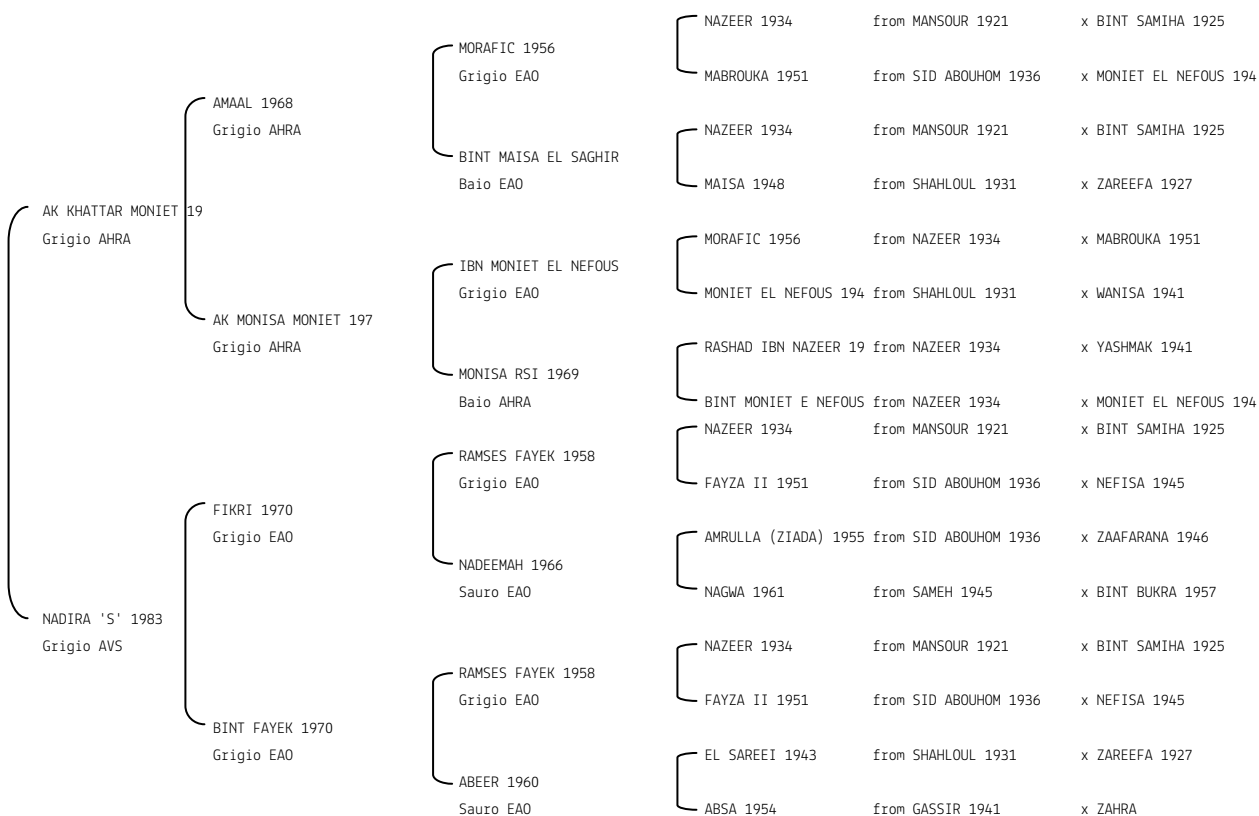 NAZEER 1934 from MANSOUR 1921 x BINT SAMIHA 1925
MORAFIC 1956
Grigio EAO
MABROUKA 1951 from SID ABOUHOM 1936 x MONIET EL NEFOUS 194
AMAAL 1968
Grigio AHRA
NAZEER 1934 from MANSOUR 1921 x BINT SAMIHA 1925
BINT MAISA EL SAGHIR
Baio EAO
MAISA 1948 from SHAHLOUL 1931 x ZAREEFA 1927
AK KHATTAR MONIET 19
Grigio AHRA
MORAFIC 1956 from NAZEER 1934 x MABROUKA 1951
IBN MONIET EL NEFOUS
Grigio EAO
MONIET EL NEFOUS 194 from SHAHLOUL 1931 x WANISA 1941
AK MONISA MONIET 197
Grigio AHRA
RASHAD IBN NAZEER 19 from NAZEER 1934 x YASHMAK 1941
MONISA RSI 1969
Baio AHRA
BINT MONIET E NEFOUS from NAZEER 1934 x MONIET EL NEFOUS 194
NAZEER 1934 from MANSOUR 1921 x BINT SAMIHA 1925
RAMSES FAYEK 1958
Grigio EAO
FAYZA II 1951 from SID ABOUHOM 1936 x NEFISA 1945
FIKRI 1970
Grigio EAO
AMRULLA (ZIADA) 1955 from SID ABOUHOM 1936 x ZAAFARANA 1946
NADEEMAH 1966
Sauro EAO
NAGWA 1961 from SAMEH 1945 x BINT BUKRA 1957
NADIRA 'S' 1983
Grigio AVS
NAZEER 1934 from MANSOUR 1921 x BINT SAMIHA 1925
RAMSES FAYEK 1958
Grigio EAO
FAYZA II 1951 from SID ABOUHOM 1936 x NEFISA 1945
BINT FAYEK 1970
Grigio EAO
EL SAREEI 1943 from SHAHLOUL 1931 x ZAREEFA 1927
ABEER 1960
Sauro EAO
ABSA 1954 from GASSIR 1941 x ZAHRA